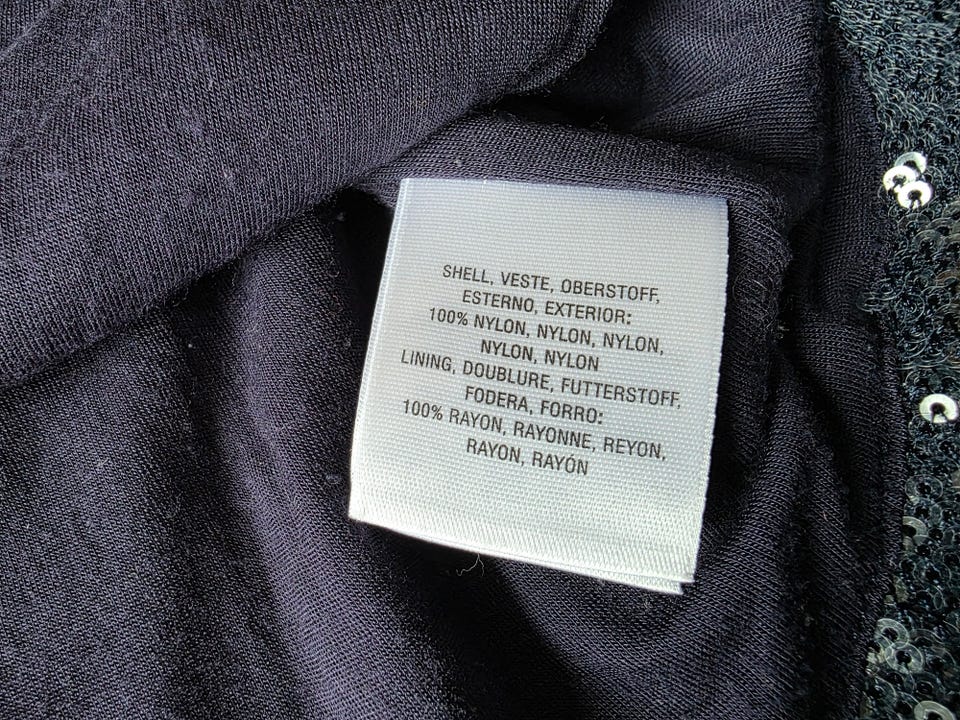 SHELL, VESTE, OBERSTOFF,
ESTERNO, EXTERIOR:
100% NYLON, NYLON, NYLON,
NYLON, NYLON
LINING, DOUBLURE, FUTTERSTOFF,
FODERA, FORRO:
100% RAYON, RAYONNE, REYON,
RAYON, RAYÓN